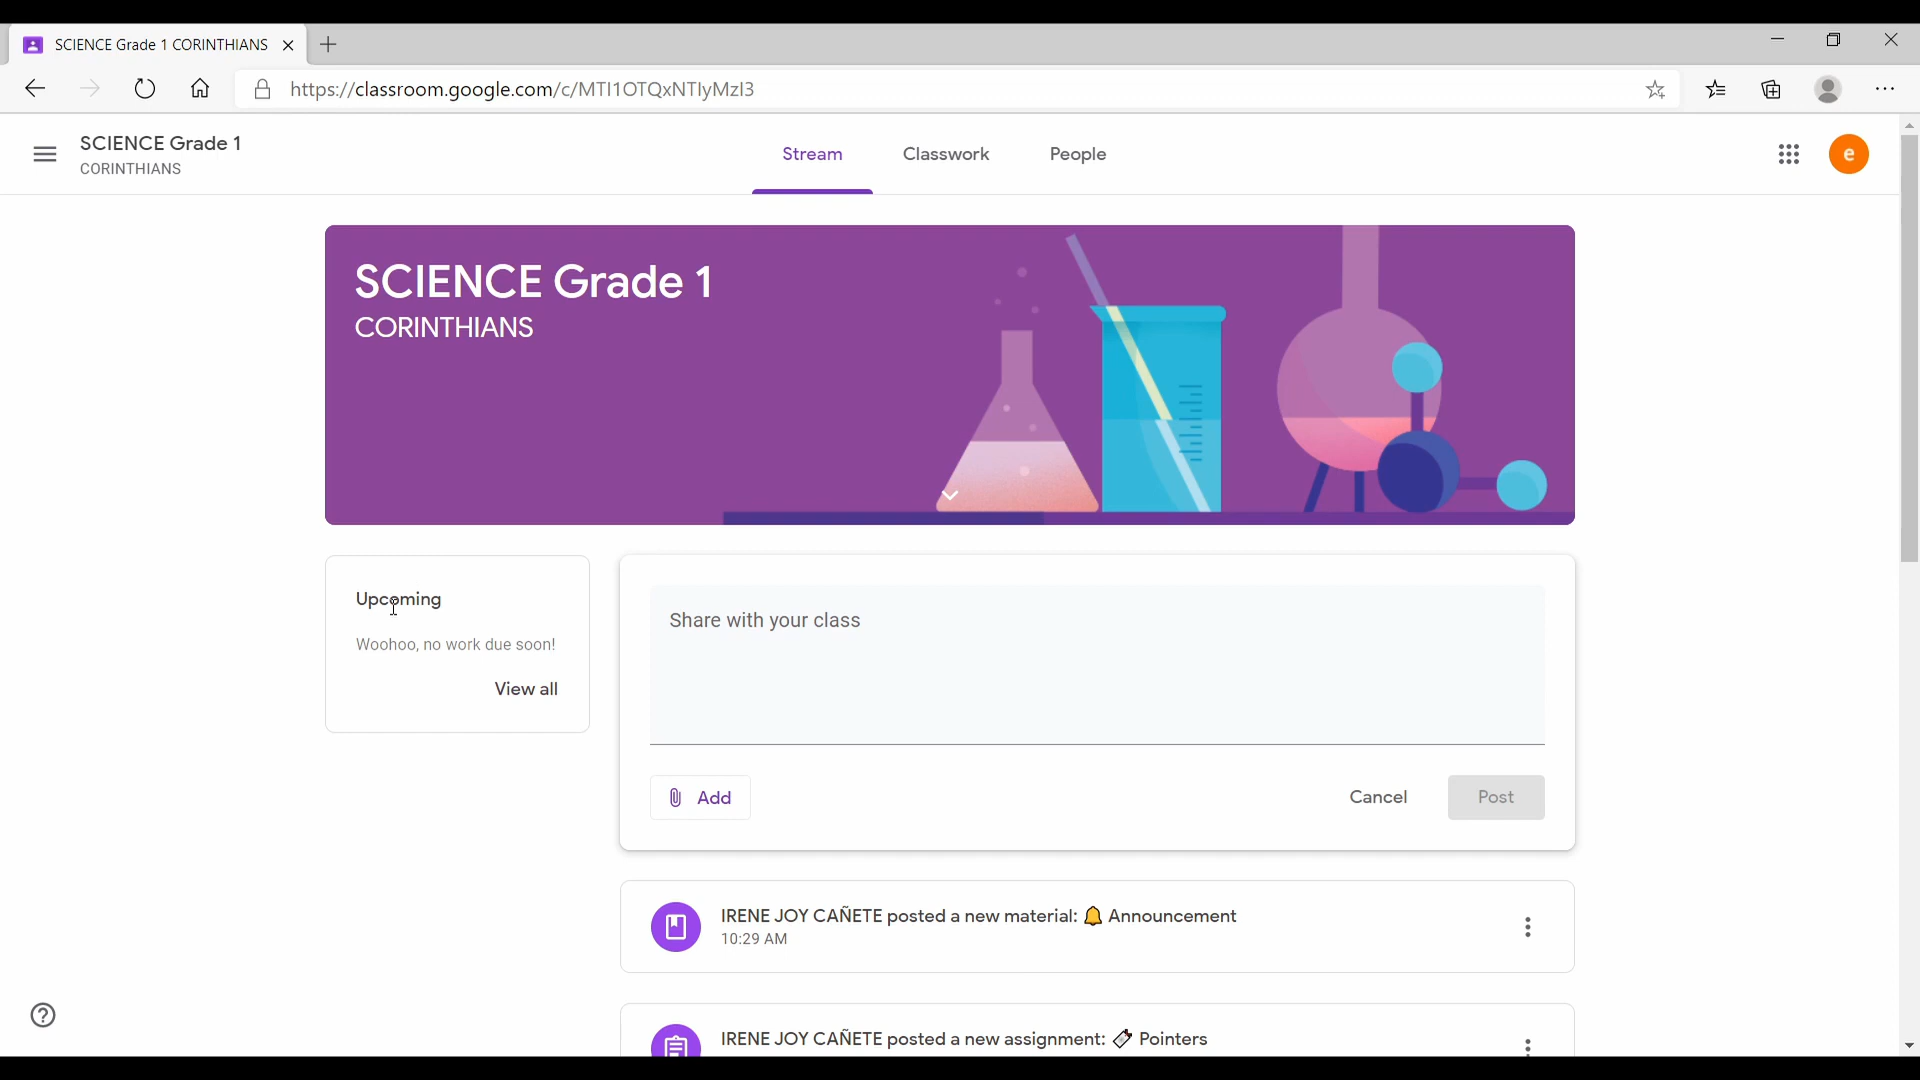 SCIENCE Grade 1 CORINTHIANS
https://classroom.google.com/c/MTI1OTQxNTIyMzI3
SCIENCE Grade 1
CORINTHIANS
Stream
Classwork
People
e
SCIENCE Grade 1
CORINTHIANS
Upcoming
Woohoo, no work due soon!
View all
Share with your class
Add
Cancel
Post
IRENE JOY CAÑETE posted a new material: 🔔 Announcement
10:29 AM
IRENE JOY CAÑETE posted a new assignment: Pointers